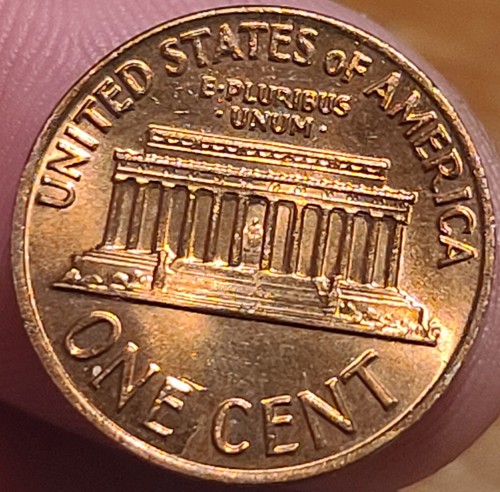 UNITED STATES OF AMERICA
E·PLURIBUS
·UNUM·
ONE CENT